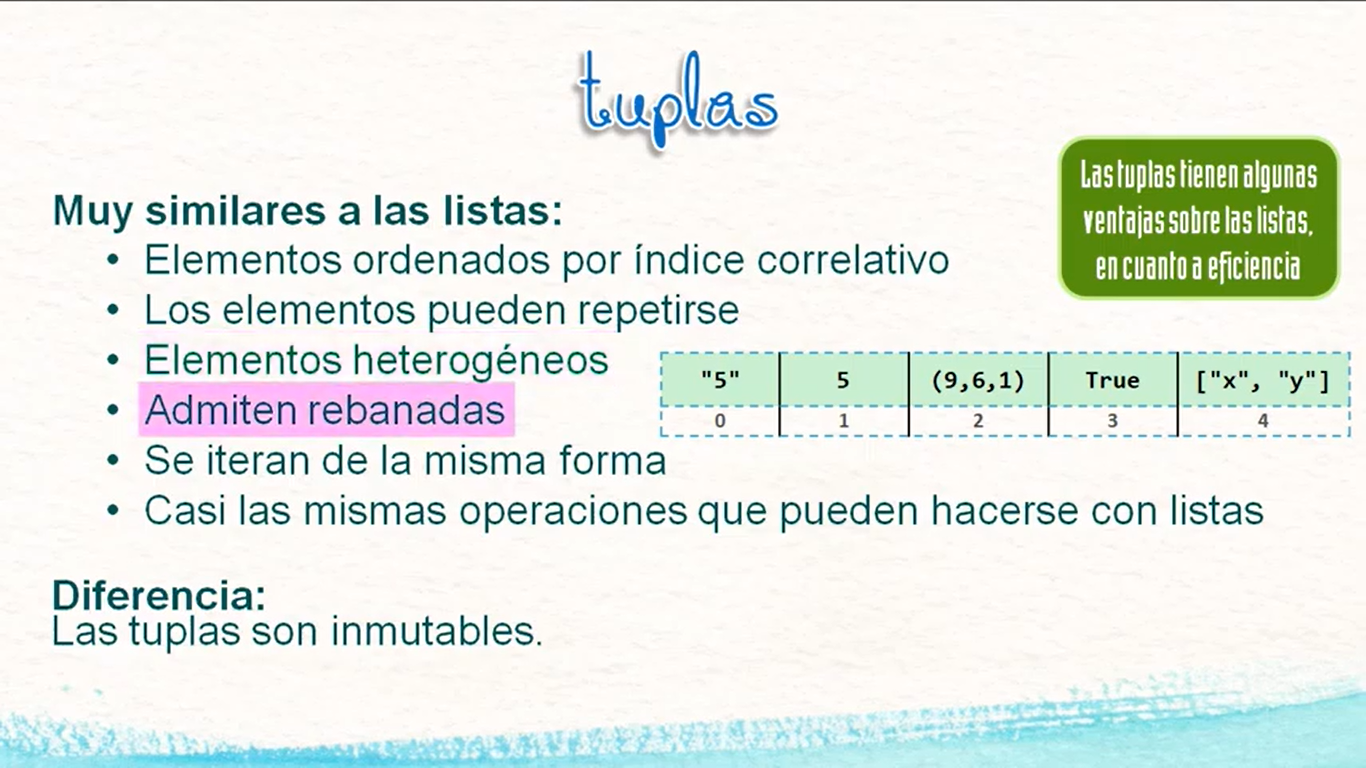 tuplas
Las tuplas tienen algunas
ventajas sobre las listas,
en cuanto a eficiencia
Muy similares a las listas:
• Elementos ordenados por índice correlativo
• Los elementos pueden repetirse
• Elementos heterogéneos
• Admiten rebanadas
• Se iteran de la misma forma
• Casi las mismas operaciones que pueden hacerse con listas
"5" 5 (9,6,1) True ["x", "y"]
0 1 2 3 4
Diferencia:
Las tuplas son inmutables.